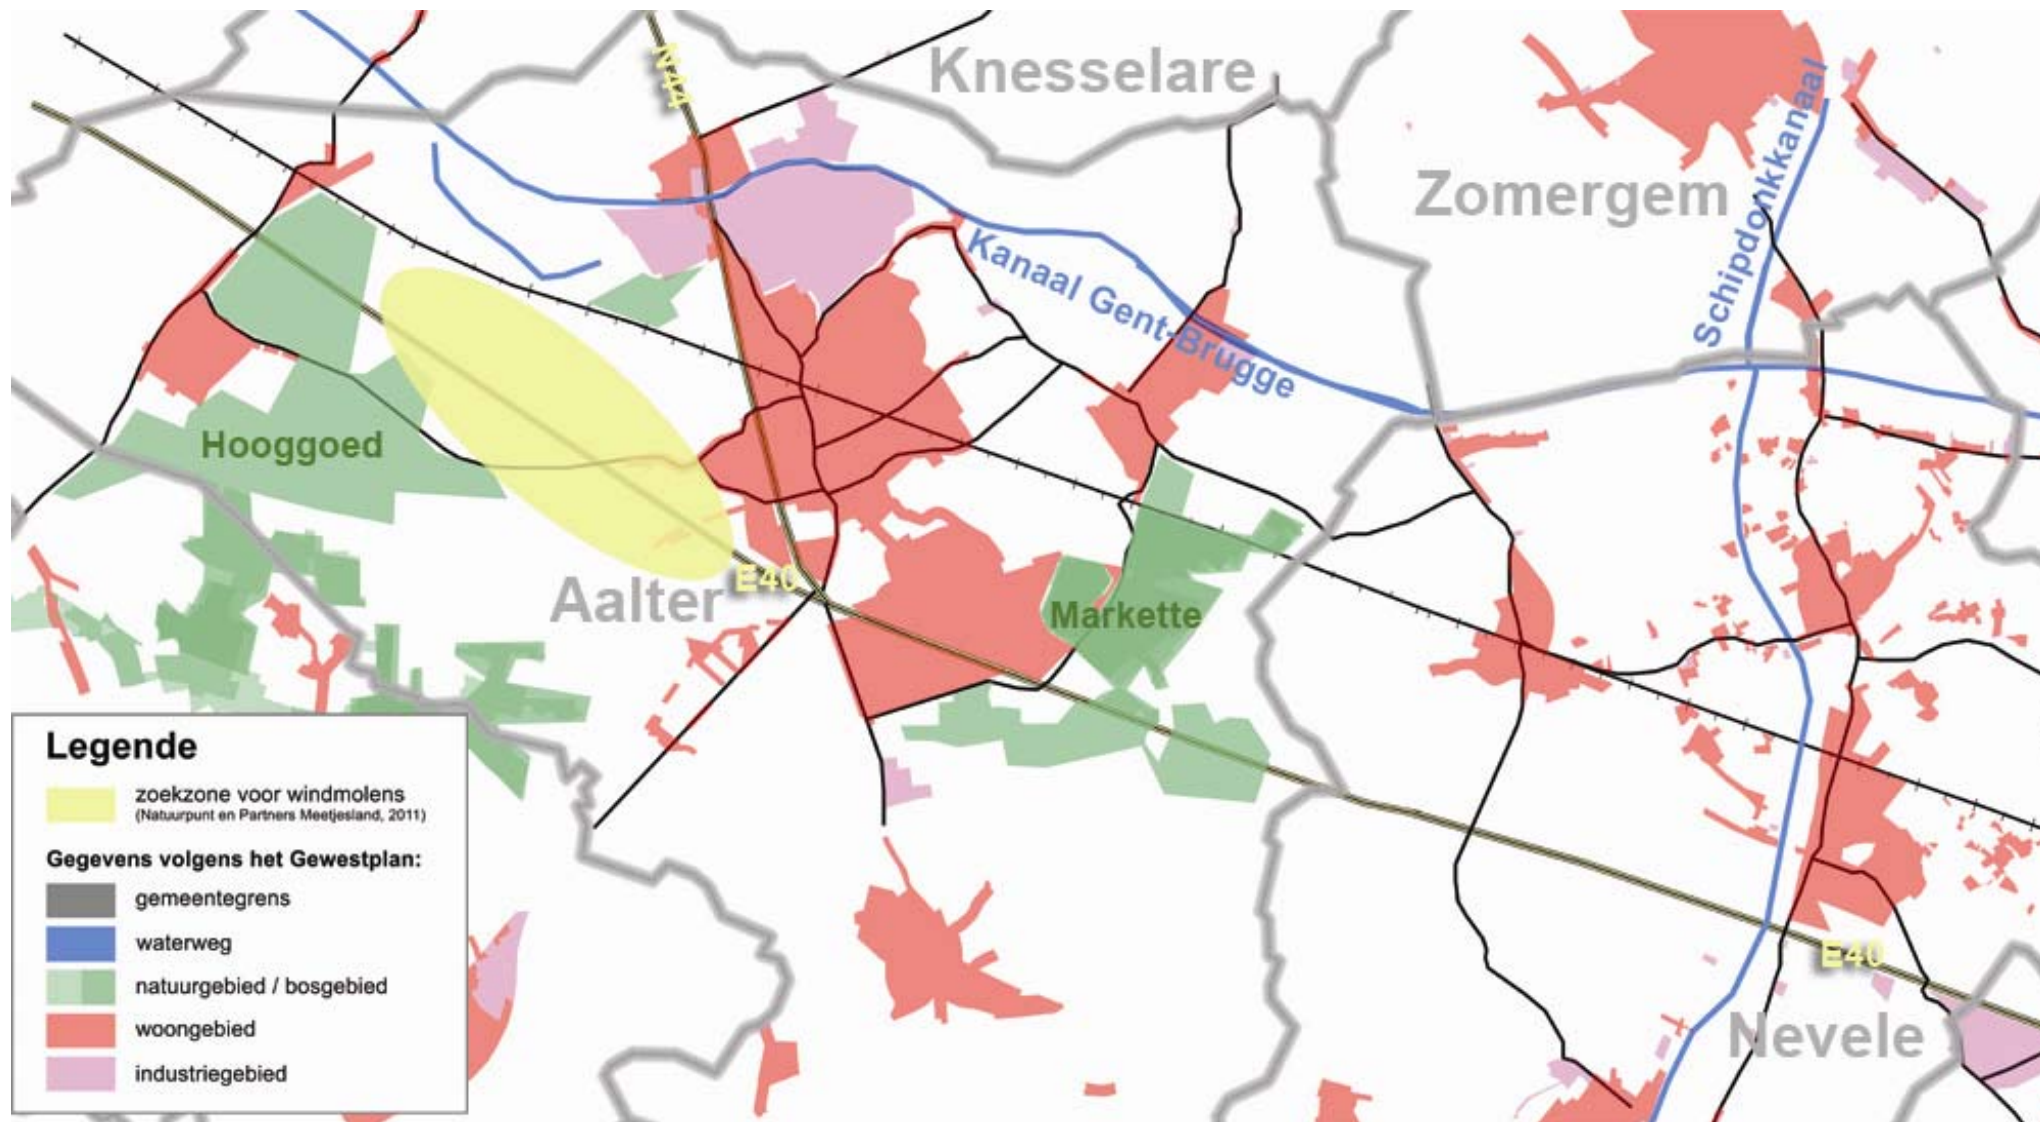 N44
Knesselare
Zomergem
Schipdonkkanaal
Kanaal Gent-Brugge
Hooggoed
Aalter
E40
Markette
E40
Nevele
Legende
zoekzone voor windmolens
(Natuurpunt en Partners Meetjesland, 2011)
Gegevens volgens het Gewestplan:
gemeentegrens
waterweg
natuurgebied / bosgebied
woongebied
industriegebied